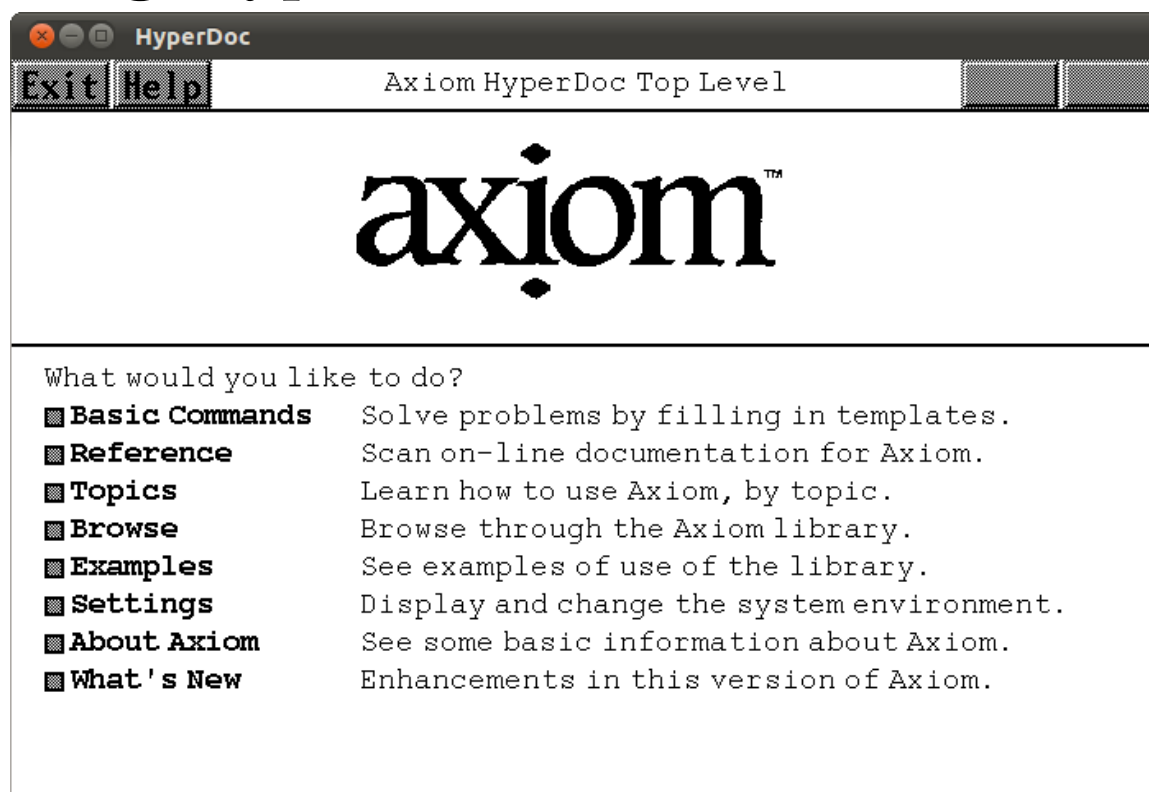 HyperDoc
Exit Help Axiom HyperDoc Top Level
axiom™
What would you like to do?
Basic Commands Solve problems by filling in templates.
Reference Scan on-line documentation for Axiom.
Topics Learn how to use Axiom, by topic.
Browse Browse through the Axiom library.
Examples See examples of use of the library.
Settings Display and change the system environment.
About Axiom See some basic information about Axiom.
What's New Enhancements in this version of Axiom.